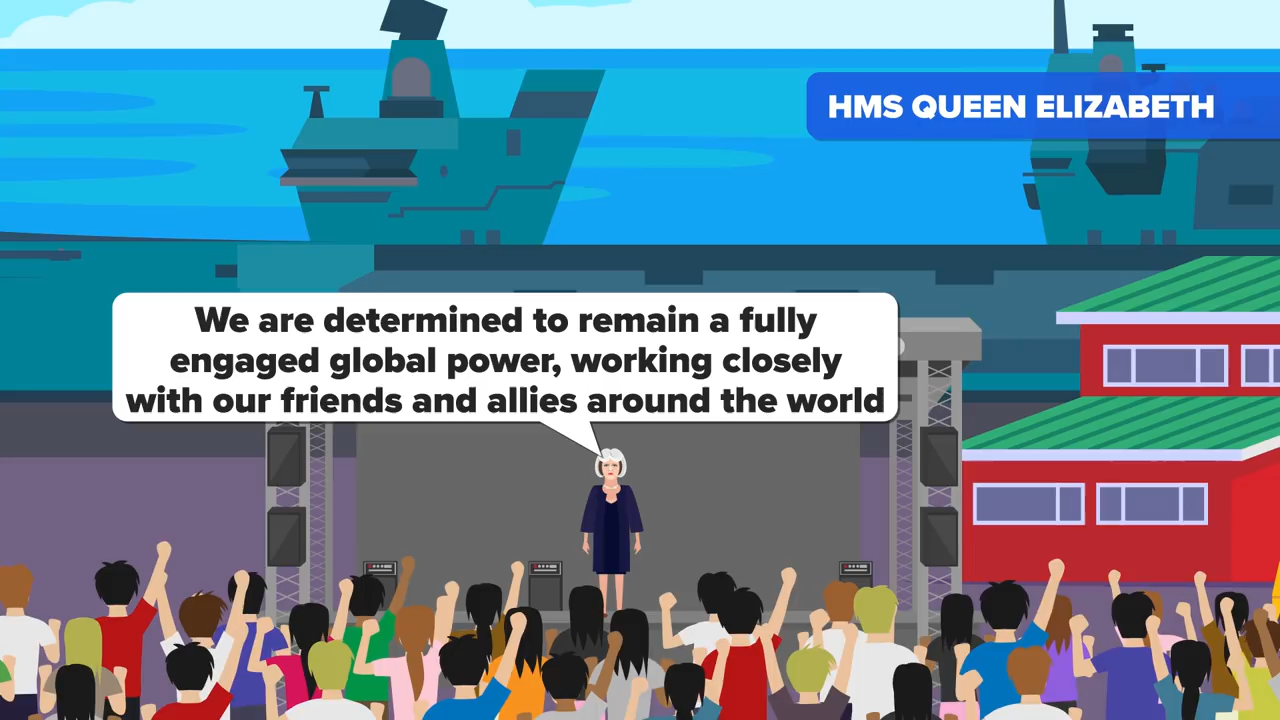 HMS QUEEN ELIZABETH
We are determined to remain a fully
engaged global power, working closely
with our friends and allies around the world